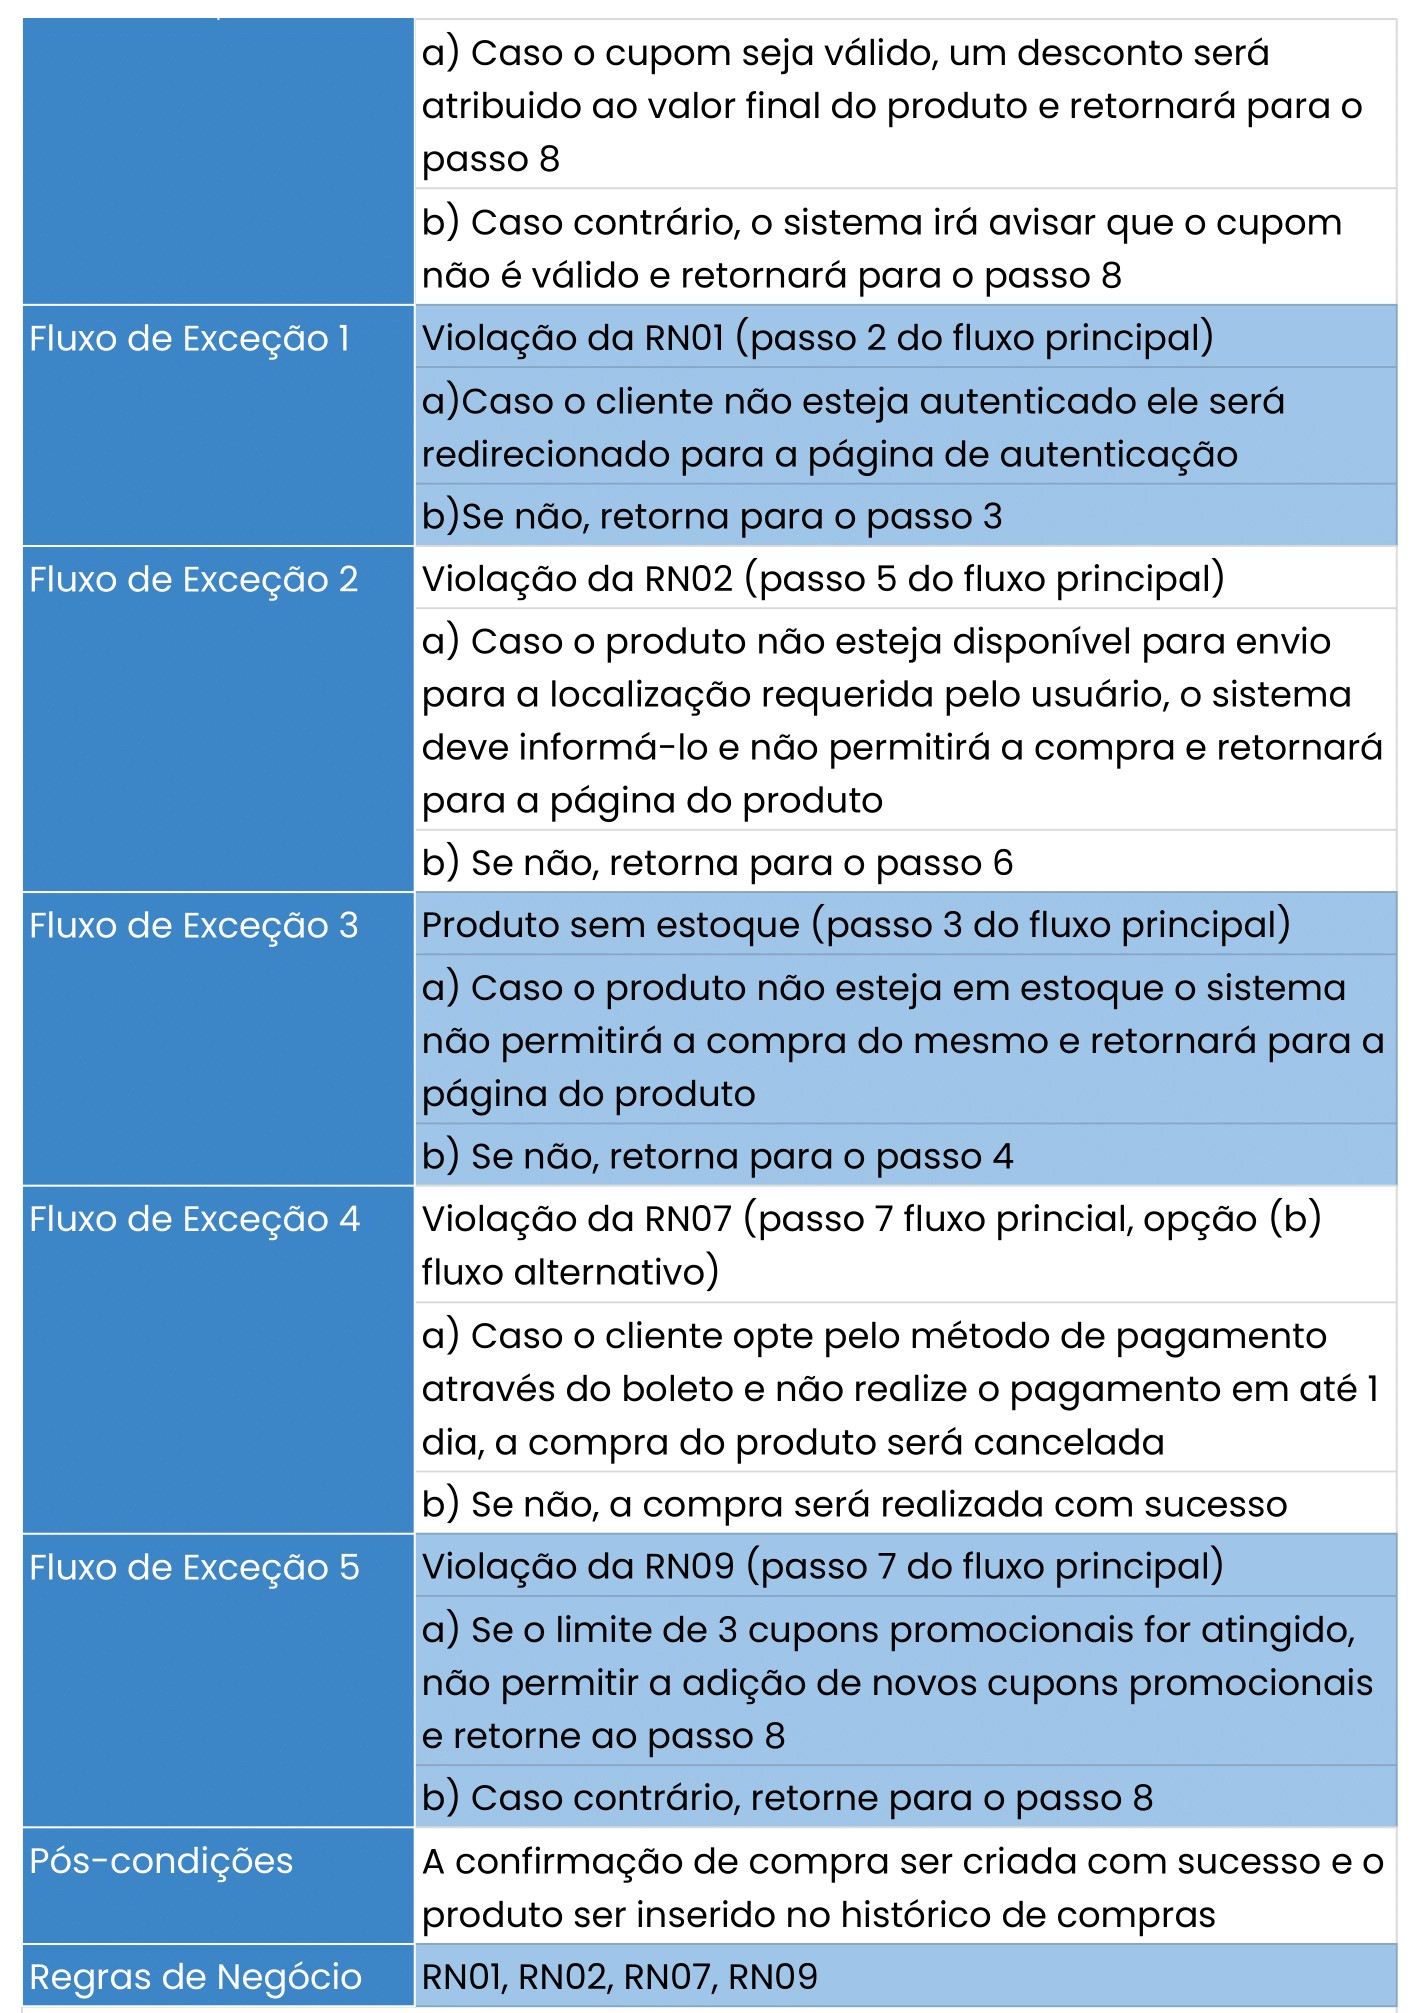 a) Caso o cupom seja válido, um desconto será
atribuido ao valor final do produto e retornará para o
passo 8
b) Caso contrário, o sistema irá avisar que o cupom
não é válido e retornará para o passo 8
Fluxo de Exceção 1
Violação da RN01 (passo 2 do fluxo principal)
a)Caso o cliente não esteja autenticado ele será
redirecionado para a página de autenticação
b)Se não, retorna para o passo 3
Fluxo de Exceção 2
Violação da RN02 (passo 5 do fluxo principal)
a) Caso o produto não esteja disponível para envio
para a localização requerida pelo usuário, o sistema
deve informá-lo e não permitirá a compra e retornará
para a página do produto
b) Se não, retorna para o passo 6
Fluxo de Exceção 3
Produto sem estoque (passo 3 do fluxo principal)
a) Caso o produto não esteja em estoque o sistema
não permitirá a compra do mesmo e retornará para a
página do produto
b) Se não, retorna para o passo 4
Fluxo de Exceção 4
Violação da RN07 (passo 7 fluxo princial, opção (b)
fluxo alternativo)
a) Caso o cliente opte pelo método de pagamento
através do boleto e não realize o pagamento em até 1
dia, a compra do produto será cancelada
b) Se não, a compra será realizada com sucesso
Fluxo de Exceção 5
Violação da RN09 (passo 7 do fluxo principal)
a) Se o limite de 3 cupons promocionais for atingido,
não permitir a adição de novos cupons promocionais
e retorne ao passo 8
b) Caso contrário, retorne para o passo 8
Pós-condições
A confirmação de compra ser criada com sucesso e o
produto ser inserido no histórico de compras
Regras de Negócio
RN01, RN02, RN07, RN09